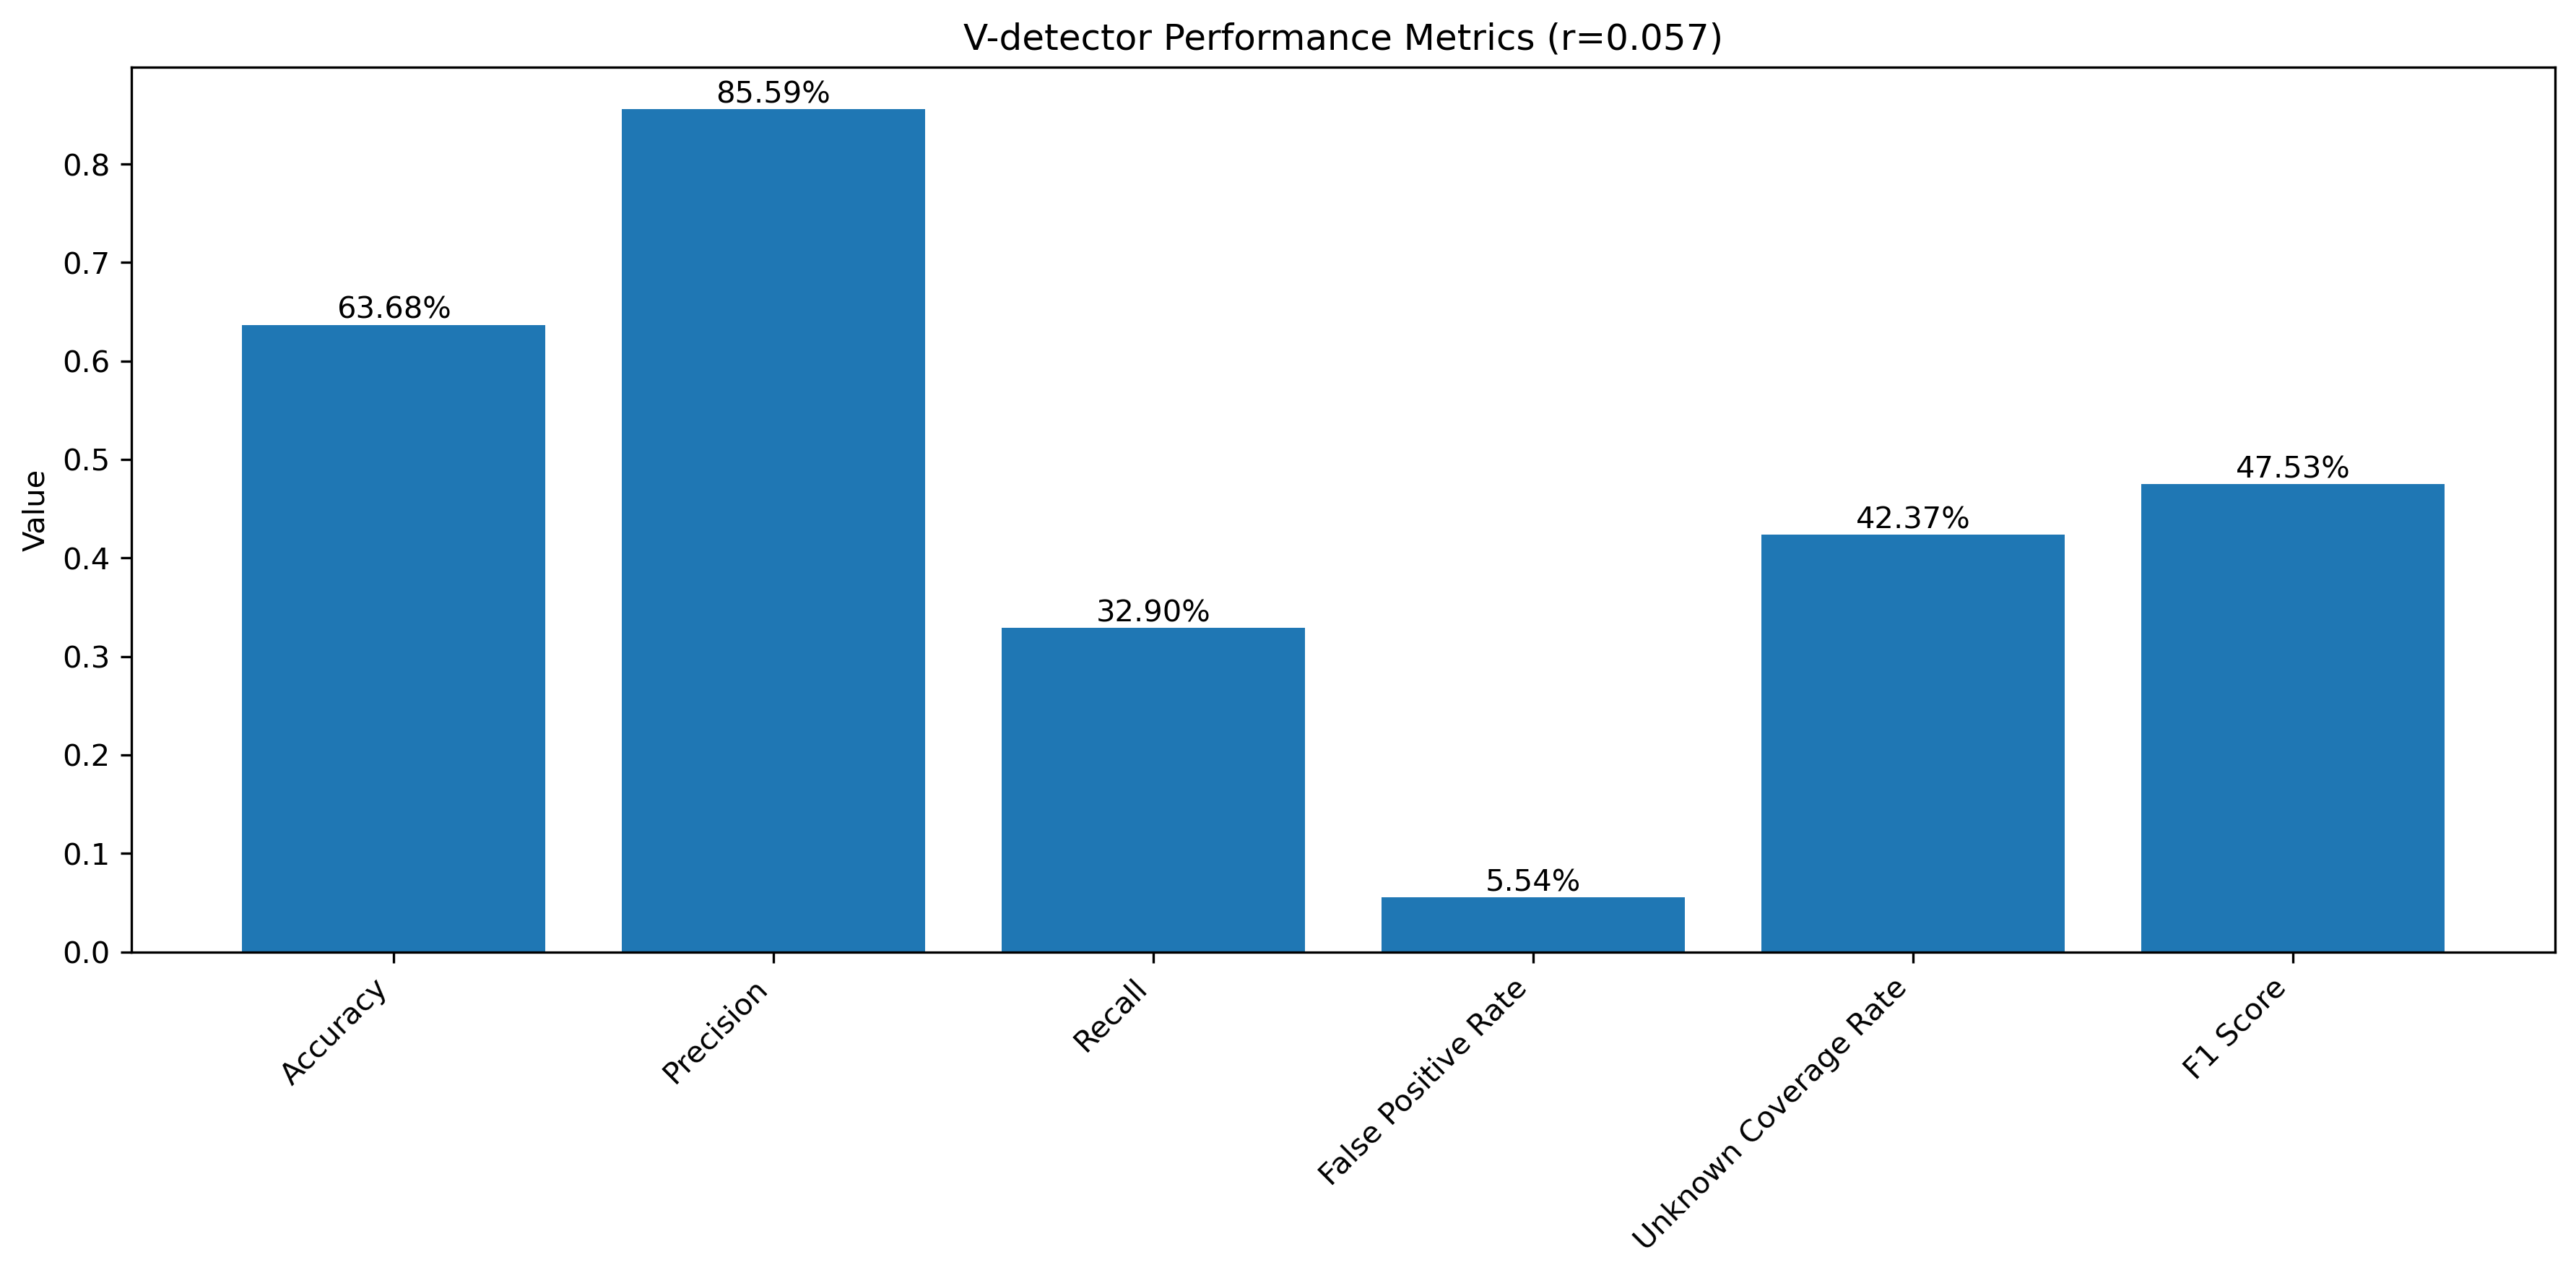 V-detector Performance Metrics (r=0.057)
Value
0.8
0.7
0.6
0.5
0.4
0.3
0.2
0.1
0.0
63.68%
85.59%
32.90%
5.54%
42.37%
47.53%
Accuracy
Precision
Recall
False Positive Rate
Unknown Coverage Rate
F1 Score